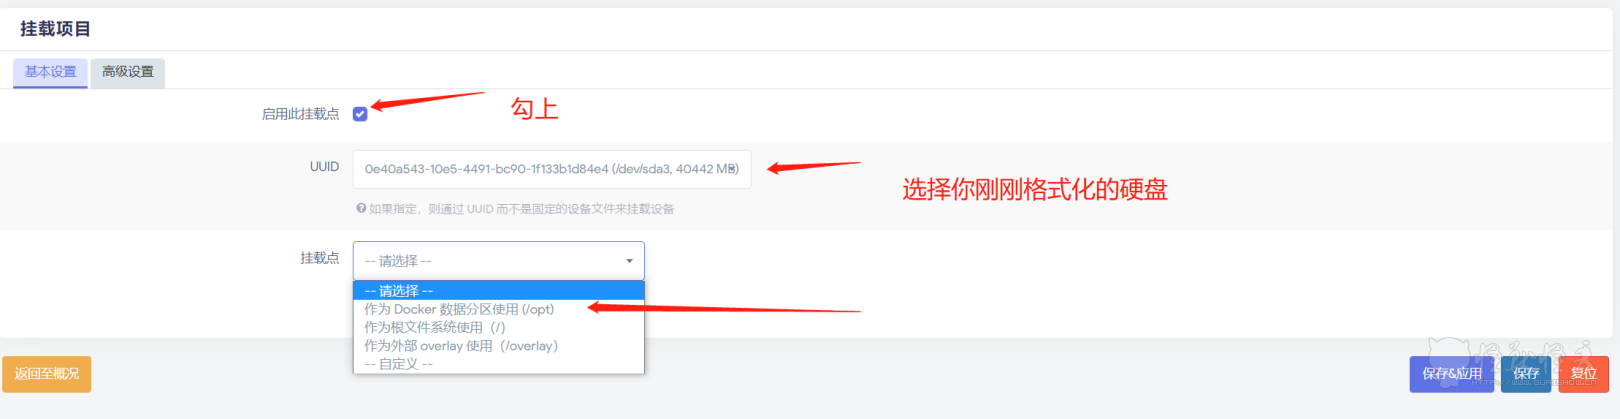 挂载项目
基本设置 高级设置
启用此挂载点
勾上
UUID
0e40a543-10e5-4491-bc90-1f133b1d84e4 (/dev/sda3, 40442 MB)
选择你刚刚格式化的硬盘
如果指定，则通过 UUID 而不是固定的设备文件来挂载设备
挂载点
-- 请选择 --
-- 请选择 --
作为 Docker 数据分区使用 (/opt)
作为根文件系统使用（/）
作为外部 overlay 使用（/overlay）
-- 自定义 --
返回至概况
保存&应用 保存 复位